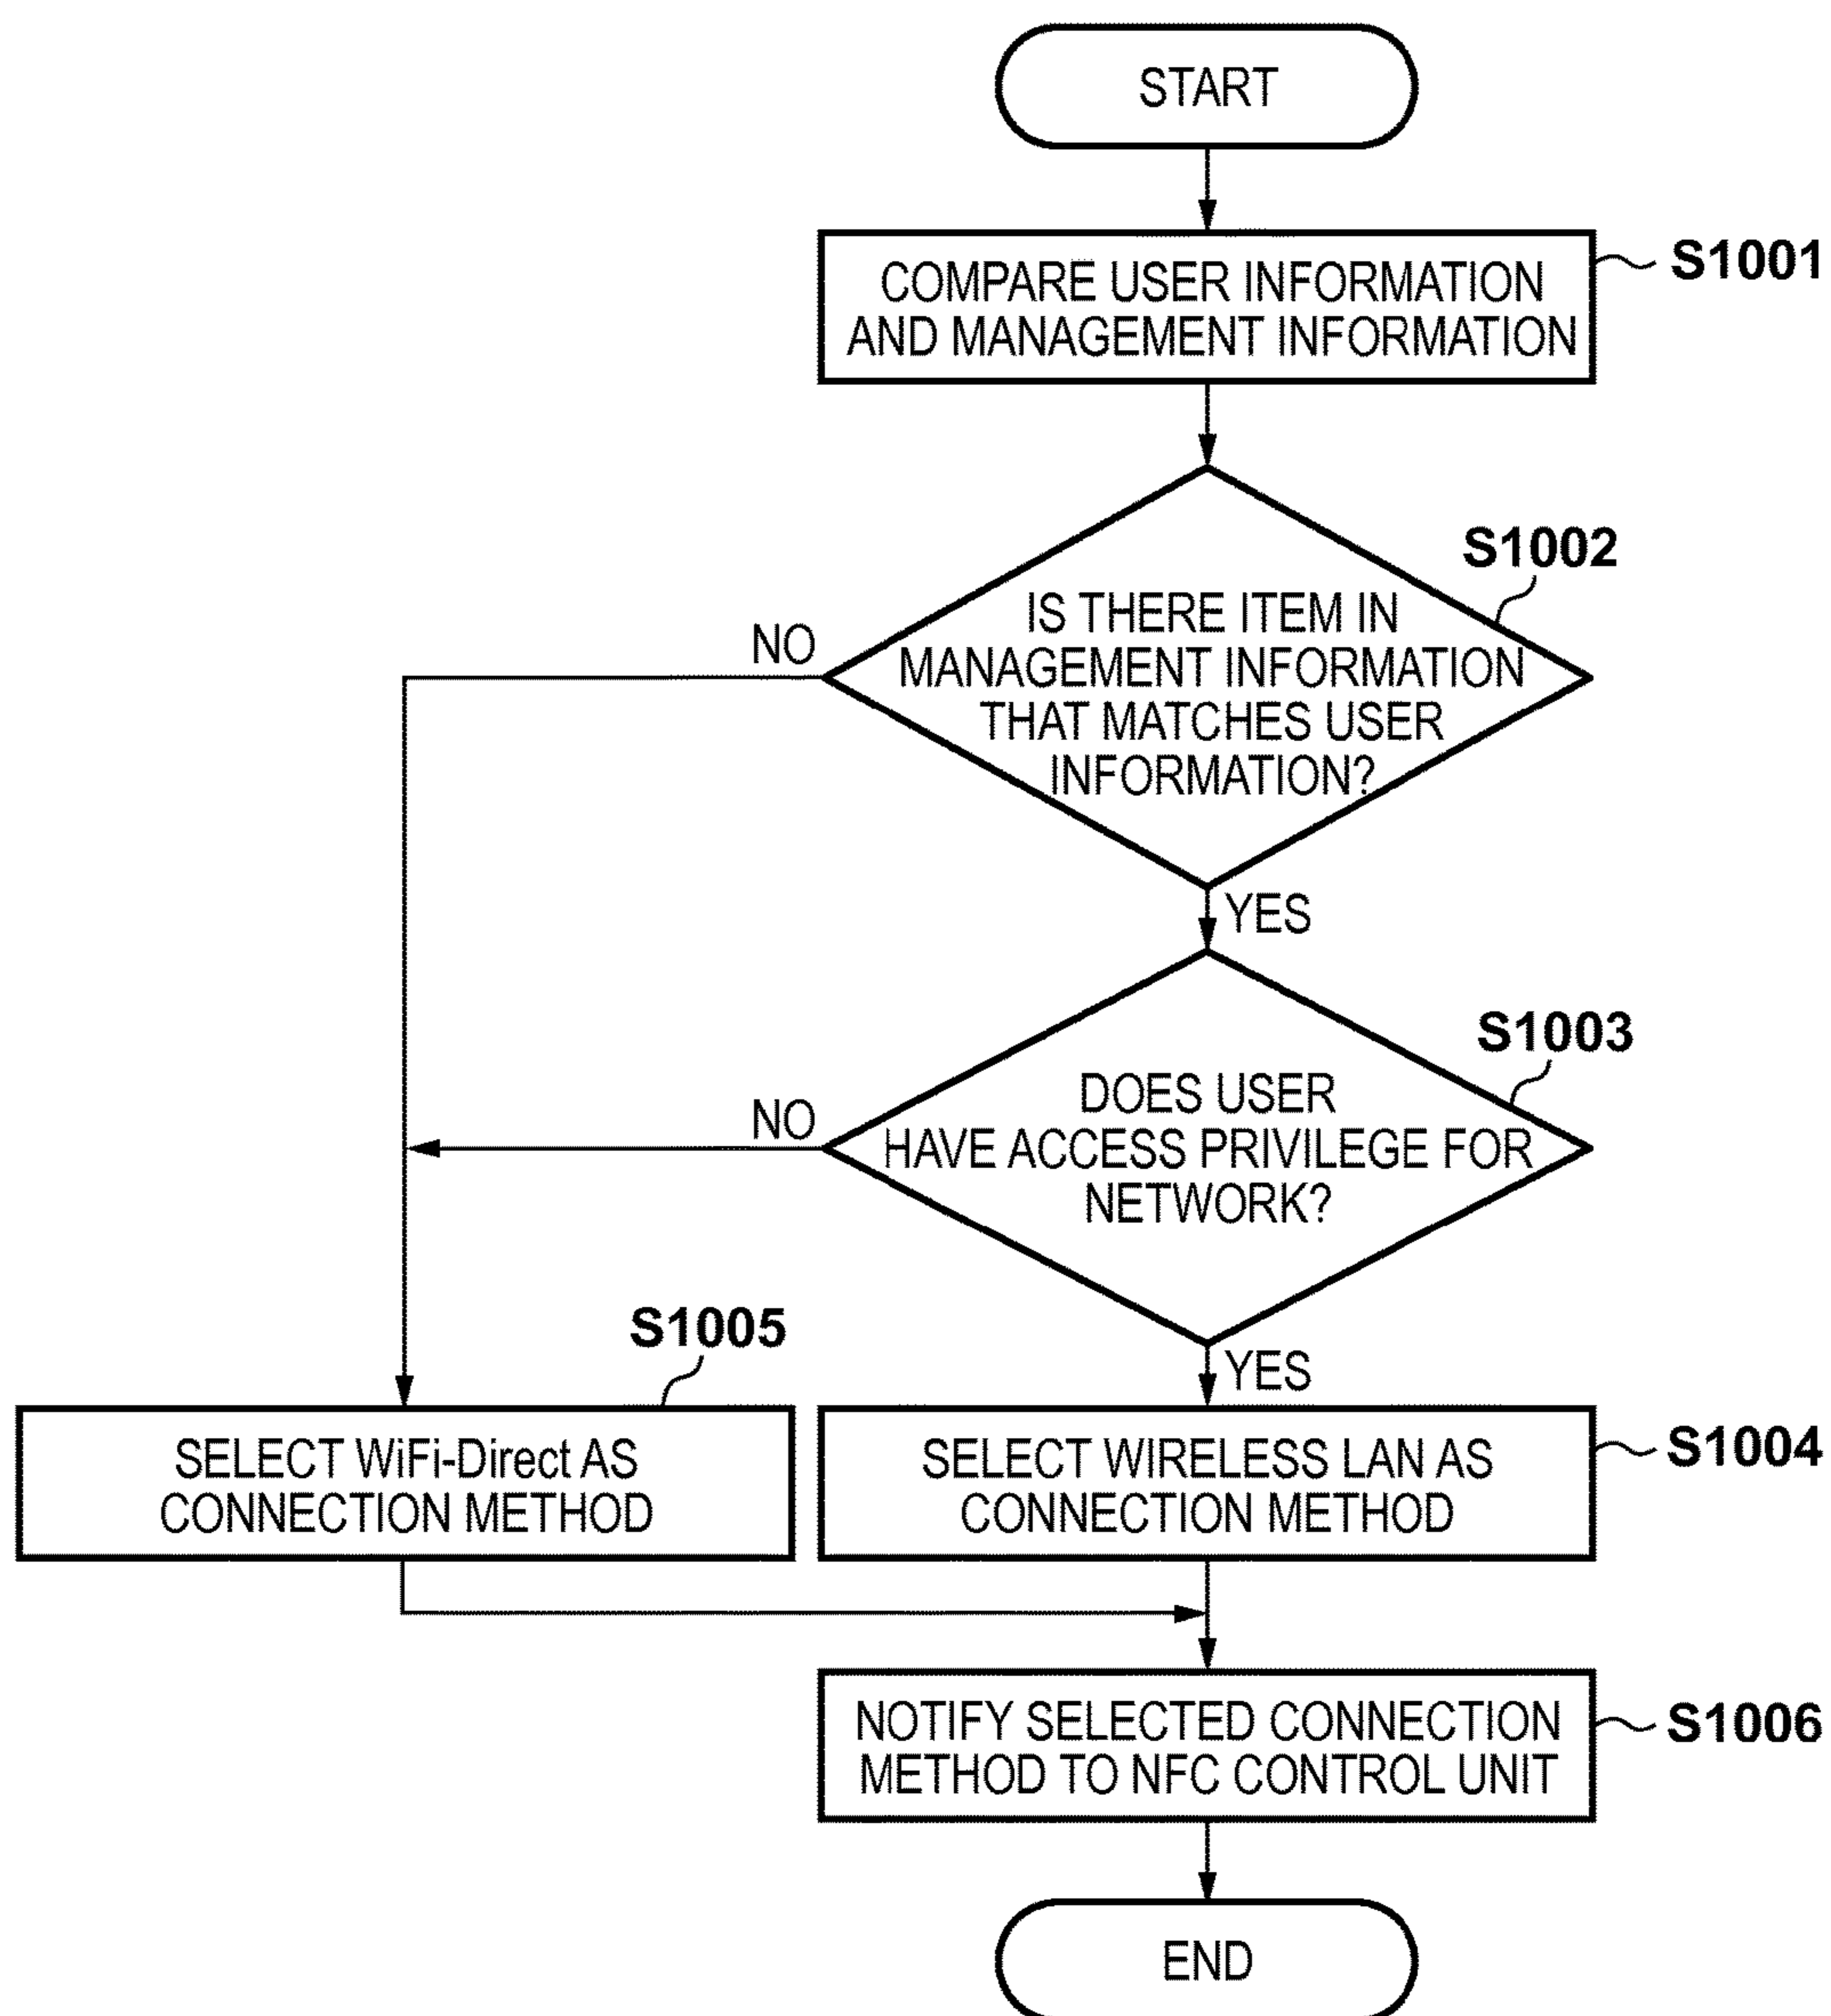 START
COMPARE USER INFORMATION
AND MANAGEMENT INFORMATION
S1001
S1002
IS THERE ITEM IN
MANAGEMENT INFORMATION
THAT MATCHES USER
INFORMATION?
NO
YES
S1003
DOES USER
HAVE ACCESS PRIVILEGE FOR
NETWORK?
NO
YES
S1005
SELECT WiFi-Direct AS
CONNECTION METHOD
SELECT WIRELESS LAN AS
CONNECTION METHOD
S1004
NOTIFY SELECTED CONNECTION
METHOD TO NFC CONTROL UNIT
S1006
END